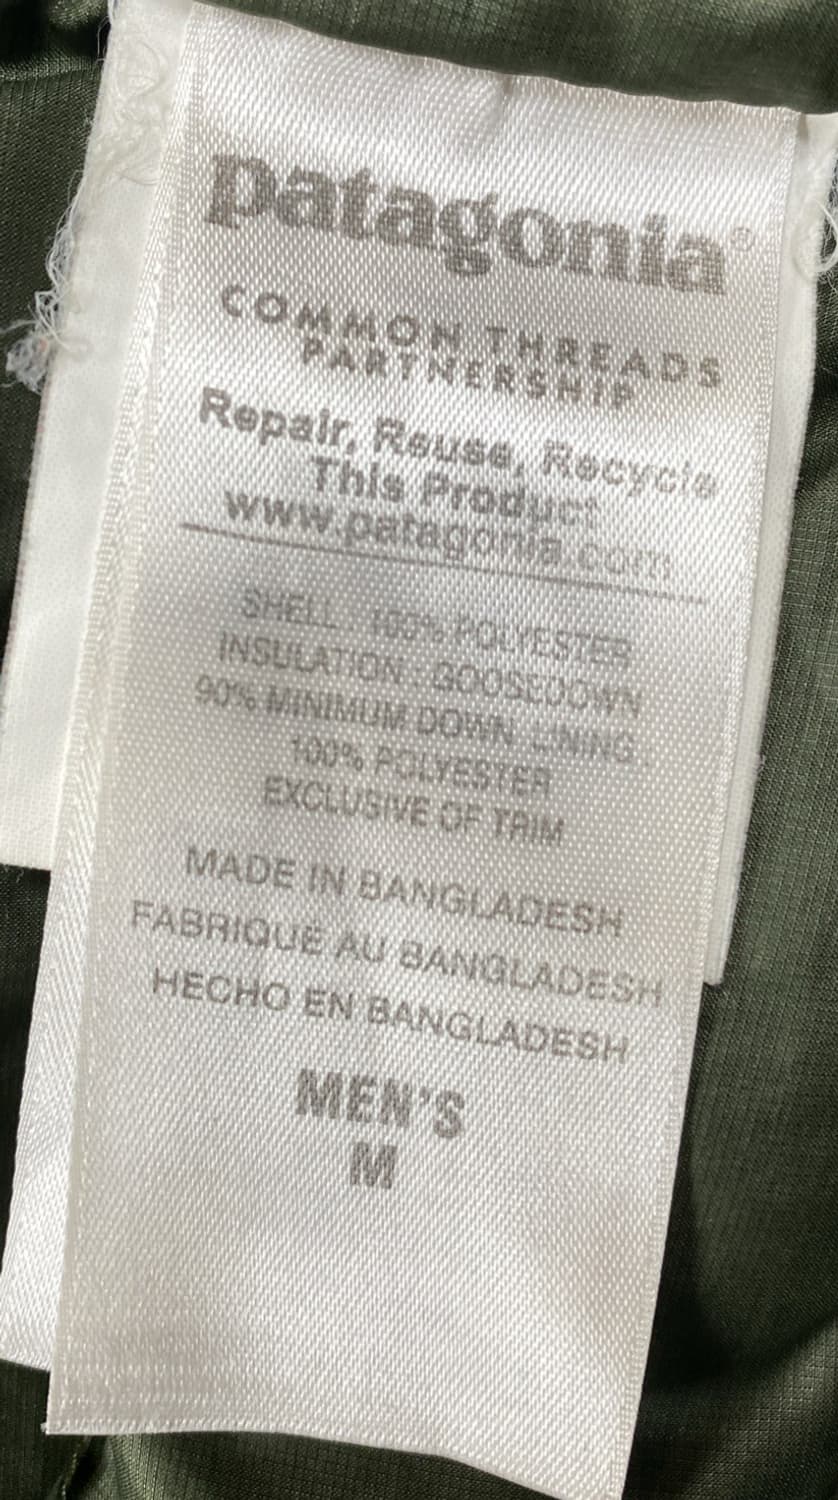 patagonia®
COMMON THREADS
PARTNERSHIP
Repair, Reuse, Recycle
This Product
www.patagonia.com
SHELL : 100% POLYESTER
INSULATION : GOOSEDOWN
90% MINIMUM DOWN LINING :
100% POLYESTER
EXCLUSIVE OF TRIM
MADE IN BANGLADESH
FABRIQUÉ AU BANGLADESH
HECHO EN BANGLADESH
MEN'S
M